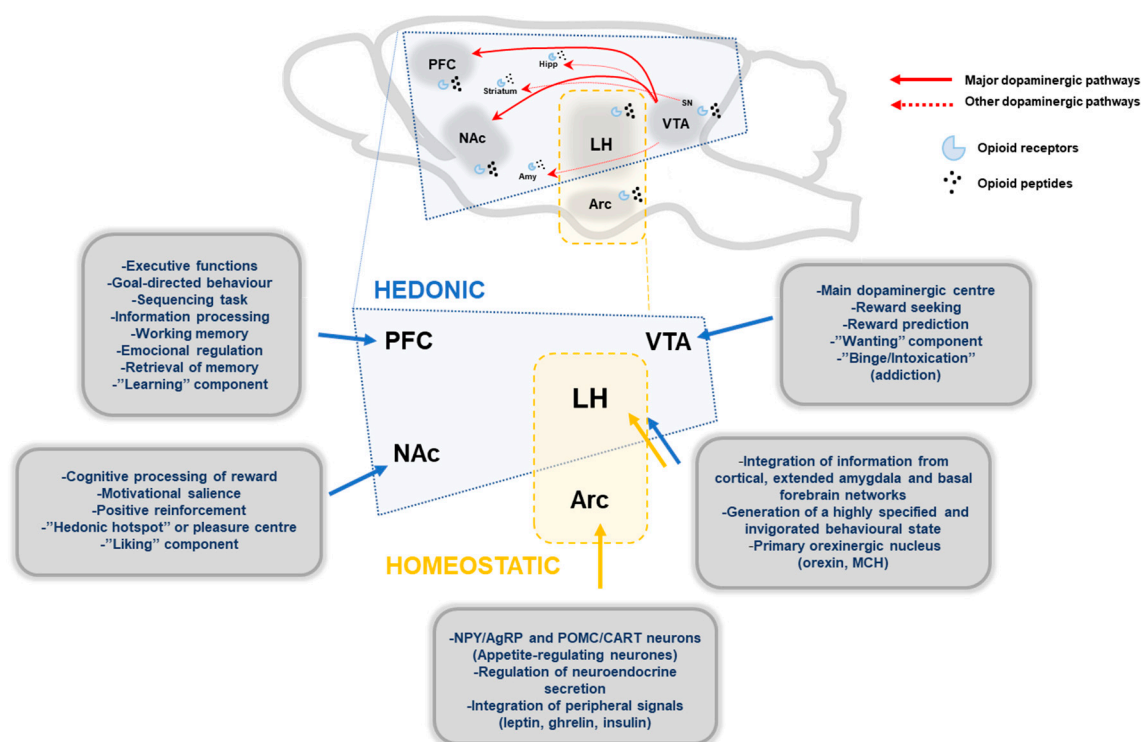 PFC
Hipp
Striatum
SN
VTA
NAc
LH
Amy
Arc
Major dopaminergic pathways
Other dopaminergic pathways
Opioid receptors
Opioid peptides
-Executive functions
-Goal-directed behaviour
-Sequencing task
-Information processing
-Working memory
-Emocional regulation
-Retrieval of memory
-”Learning” component
HEDONIC
PFC
VTA
LH
NAc
Arc
HOMEOSTATIC
-Main dopaminergic centre
-Reward seeking
-Reward prediction
-”Wanting” component
-”Binge/Intoxication”
(addiction)
-Cognitive processing of reward
-Motivational salience
-Positive reinforcement
-”Hedonic hotspot” or pleasure centre
-”Liking” component
-Integration of information from
cortical, extended amygdala and basal
forebrain networks
-Generation of a highly specified and
invigorated behavioural state
-Primary orexinergic nucleus
(orexin, MCH)
-NPY/AgRP and POMC/CART neurons
(Appetite-regulating neurones)
-Regulation of neuroendocrine
secretion
-Integration of peripheral signals
(leptin, ghrelin, insulin)